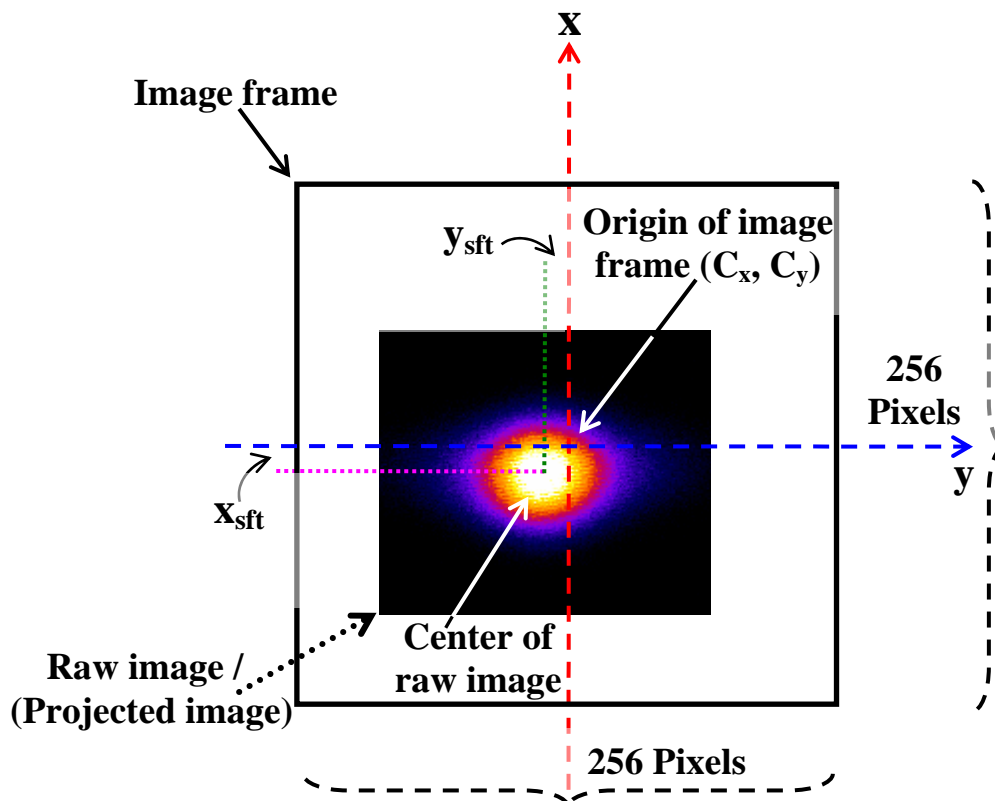 x
Image frame
Origin of image
frame (Cx, Cy)
ysft
256
Pixels
y
xsft
Center of
raw image
Raw image /
(Projected image)
256 Pixels